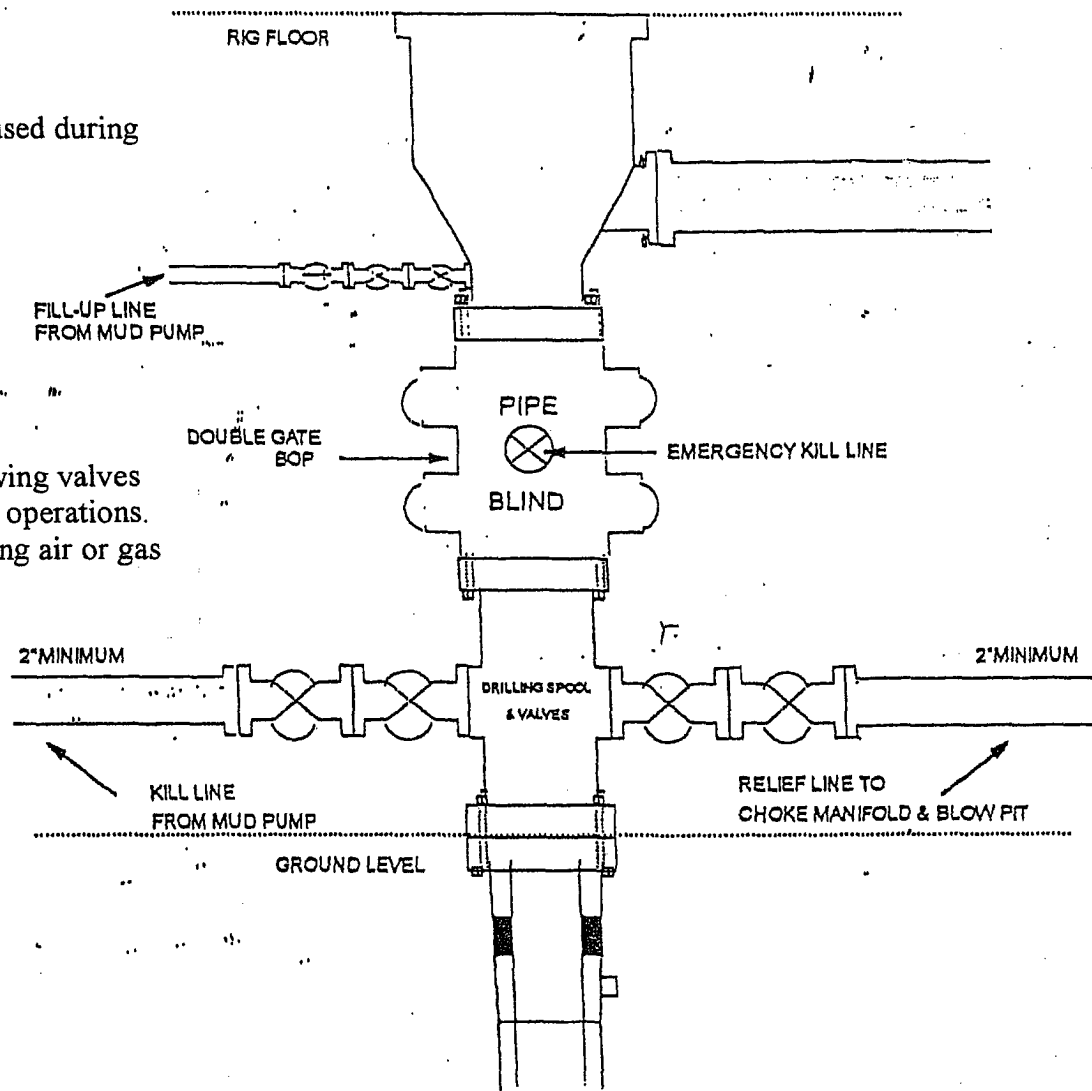 RIG FLOOR
used during
FILL-UP LINE
FROM MUD PUMP
PIPE
DOUBLE GATE
BOP
EMERGENCY KILL LINE
BLIND
wing valves
operations.
ng air or gas
2"MINIMUM
2"MINIMUM
DRILLING SPOOL
& VALVES
KILL LINE
FROM MUD PUMP
RELIEF LINE TO
CHOKE MANIFOLD & BLOW PIT
GROUND LEVEL